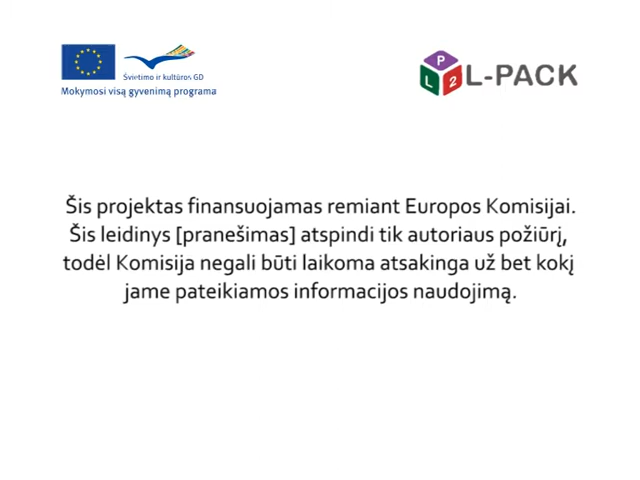 Švietimo ir kultūros GD
Mokymosi visą gyvenimą programa
P
L
2
L-PACK
Šis projektas finansuojamas remiant Europos Komisijai.
Šis leidinys [pranešimas] atspindi tik autoriaus požiūrį,
todėl Komisija negali būti laikoma atsakinga už bet kokį
jame pateikiamos informacijos naudojimą.